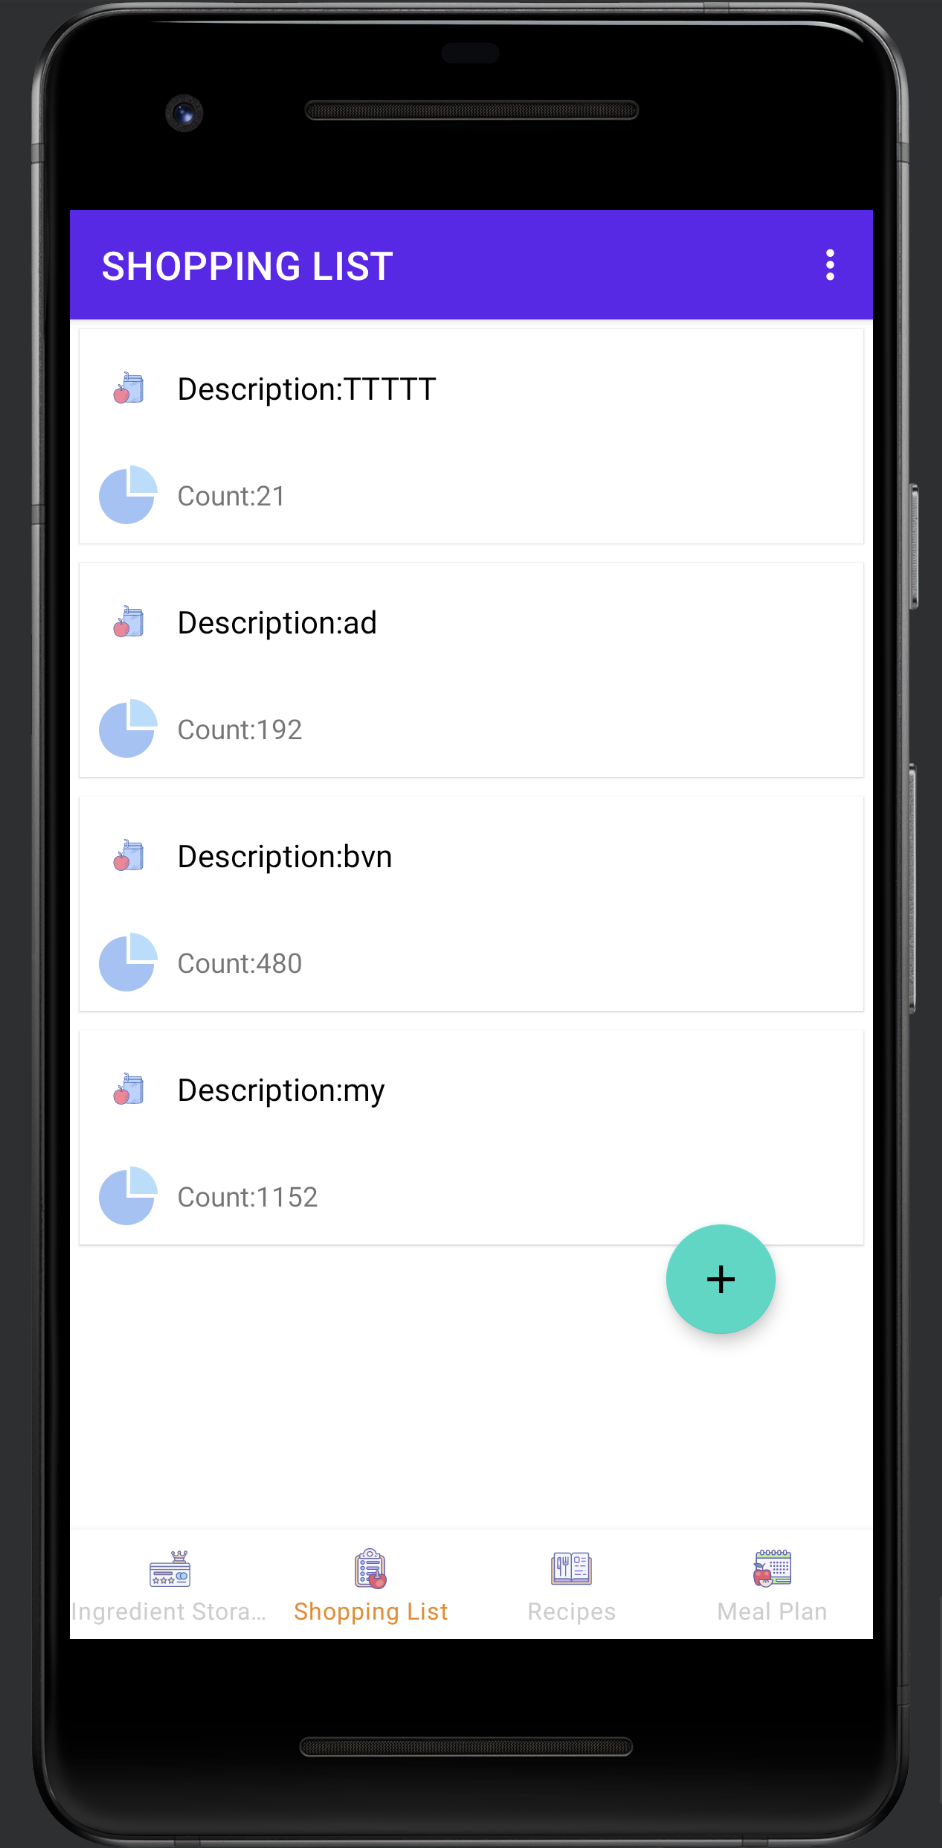 SHOPPING LIST
Description:TTTTT
Count:21
Description:ad
Count:192
Description:bvn
Count:480
Description:my
Count:1152
Ingredient Stora... Shopping List Recipes Meal Plan